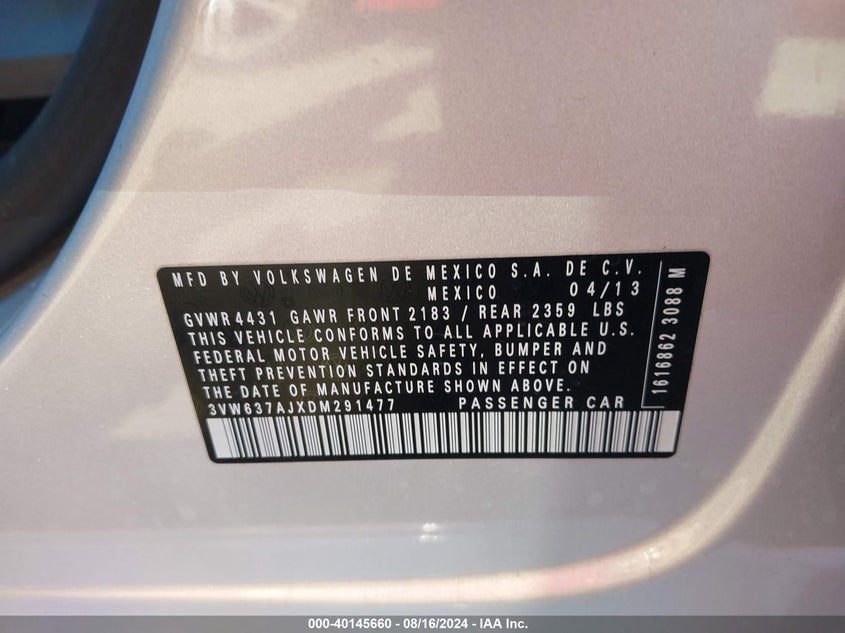 MFD BY VOLKSWAGEN DE MEXICO S.A. DE C.V.
MEXICO 04/13
GVWR 4431 GAWR FRONT 2183 / REAR 2359 LBS
THIS VEHICLE CONFORMS TO ALL APPLICABLE U.S.
FEDERAL MOTOR VEHICLE SAFETY, BUMPER AND
THEFT PREVENTION STANDARDS IN EFFECT ON
THE DATE OF MANUFACTURE SHOWN ABOVE.
3VW637AJXDM291477 PASSENGER CAR
1616862 3088 M
000-40145660 - 08/16/2024 - IAA Inc.